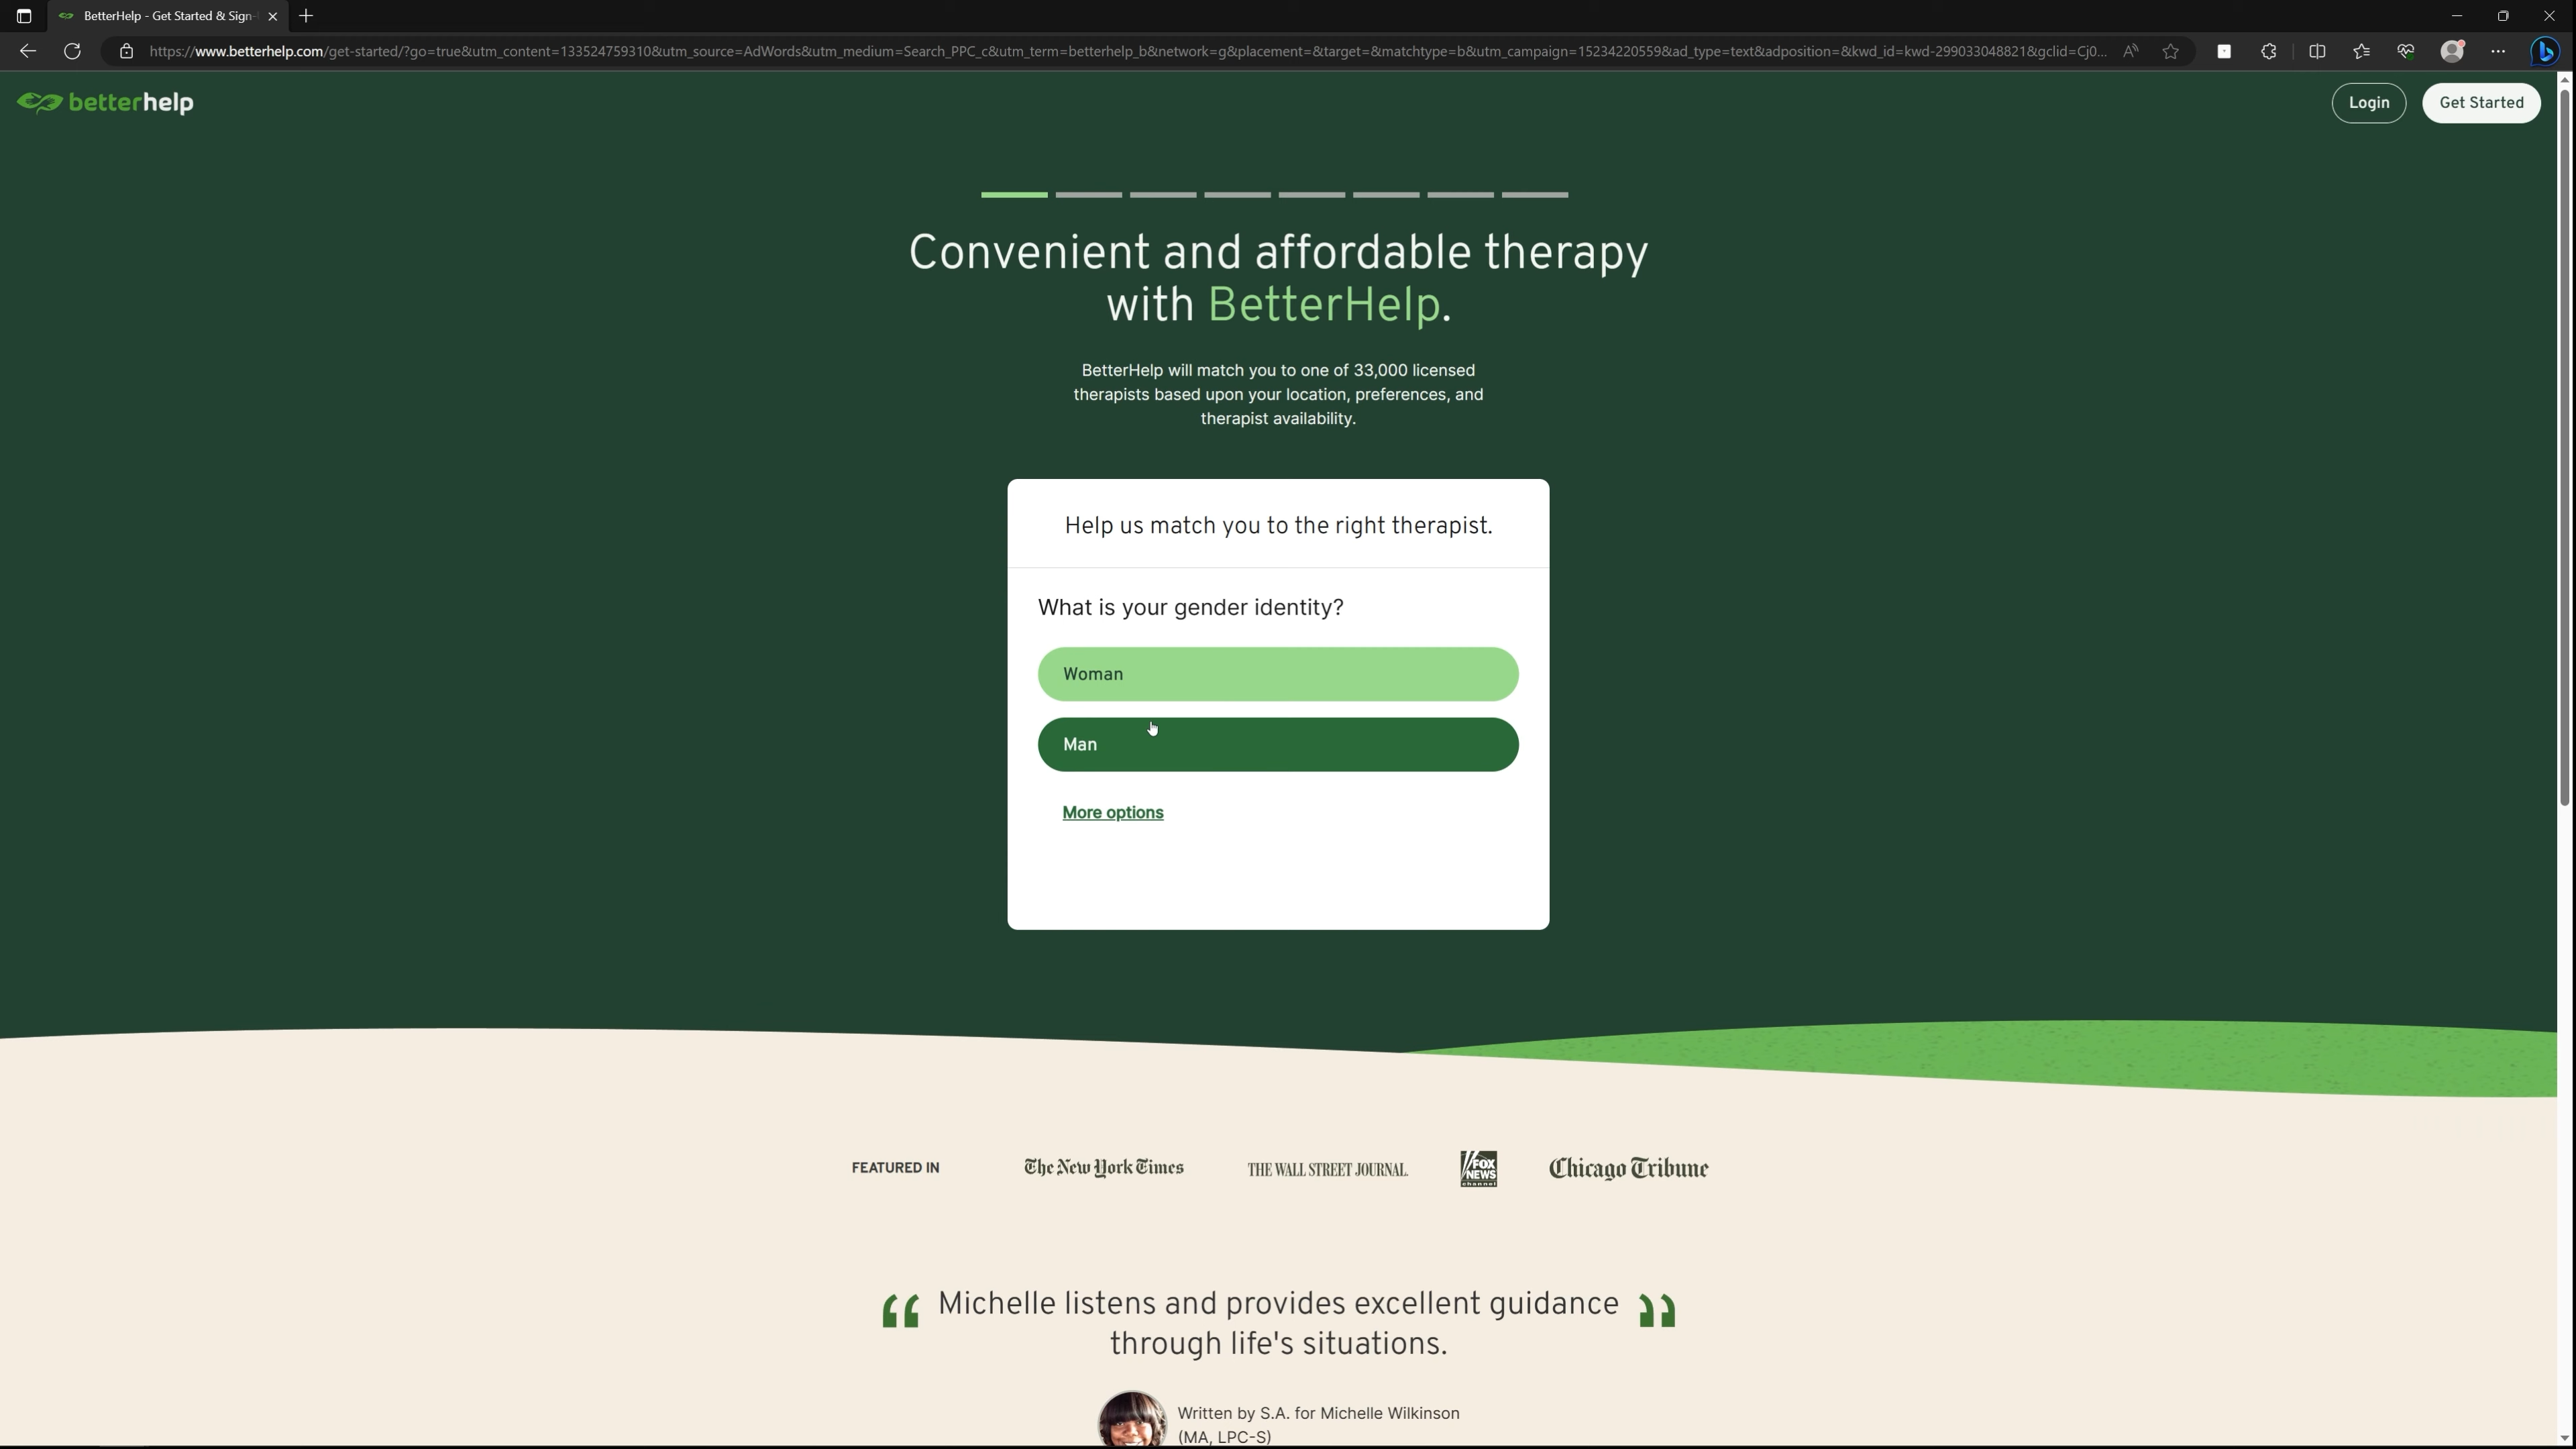 BetterHelp - Get Started & Sign-
https://www.betterhelp.com/get-started/?go=true&utm_content=133524759310&utm_source=AdWords&utm_medium=Search_PPC_c&utm_term=betterhelp_b&network=g&placement=&target=&matchtype=b&utm_campaign=15234220559&ad_type=text&adposition=&kwd_id=kwd-299033048821&gclid=Cj0...
betterhelp
Login
Get Started
Convenient and affordable therapy
with BetterHelp.
BetterHelp will match you to one of 33,000 licensed
therapists based upon your location, preferences, and
therapist availability.
Help us match you to the right therapist.
What is your gender identity?
Woman
Man
More options
FEATURED IN
The New York Times
THE WALL STREET JOURNAL.
FOX
NEWS
channel
Chicago Tribune
“ Michelle listens and provides excellent guidance ”
through life's situations.
Written by S.A. for Michelle Wilkinson
(MA, LPC-S)